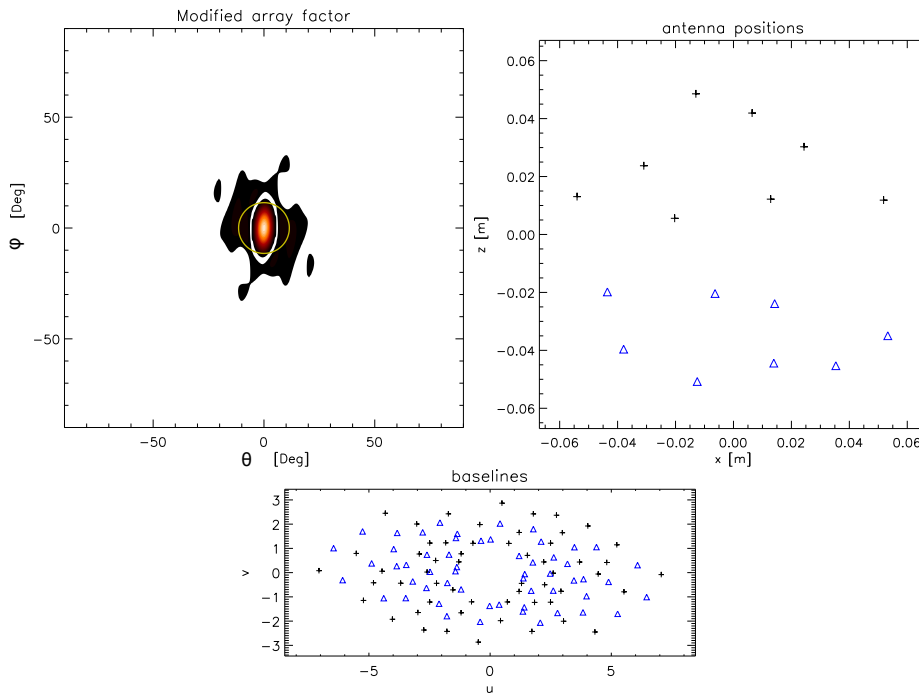 Modified array factor
50
0
−50
φ [Deg]
−50 0 50
θ [Deg]
antenna positions
0.06
0.04
0.02
0.00
−0.02
−0.04
−0.06
z [m]
−0.06 −0.04 −0.02 0.00 0.02 0.04 0.06
x [m]
baselines
3
2
1
0
−1
−2
−3
v
−5 0 5
u